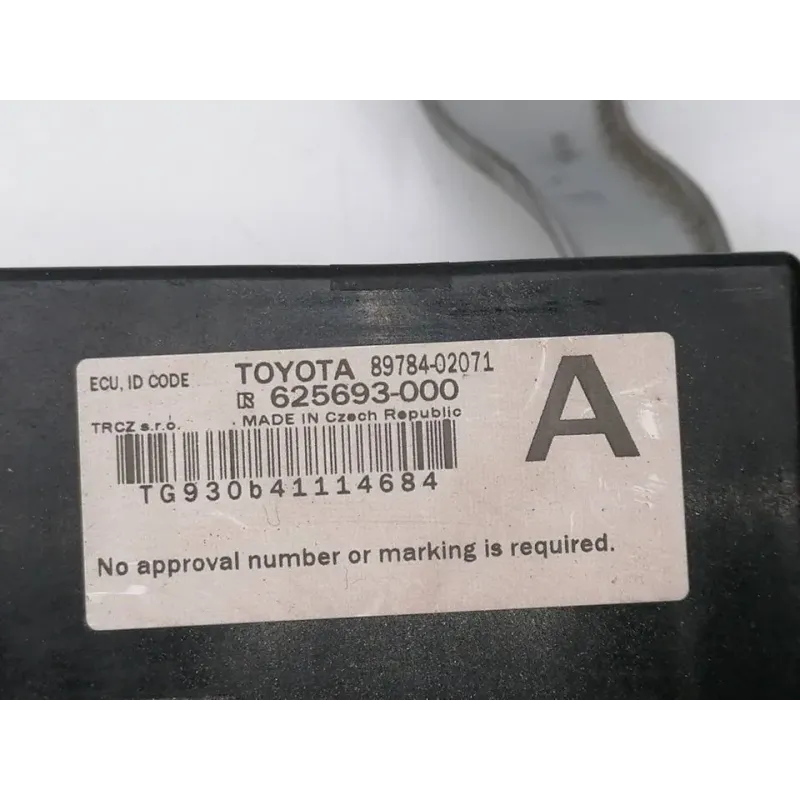 ECU, ID CODE TOYOTA 89784-02071
625693-000
TRCZ s.r.o. MADE IN Czech Republic
A
TG930b41114684
No approval number or marking is required.